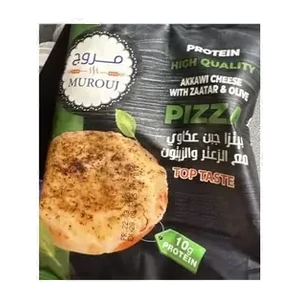 مروج
MUROUJ
PROTEIN
HIGH QUALITY
AKKAWI CHEESE
WITH ZAATAR & OLIVE
PIZZA
بيتزا جبن عكاوي
مع الزعتر والزيتون
TOP TASTE
10g
PROTEIN